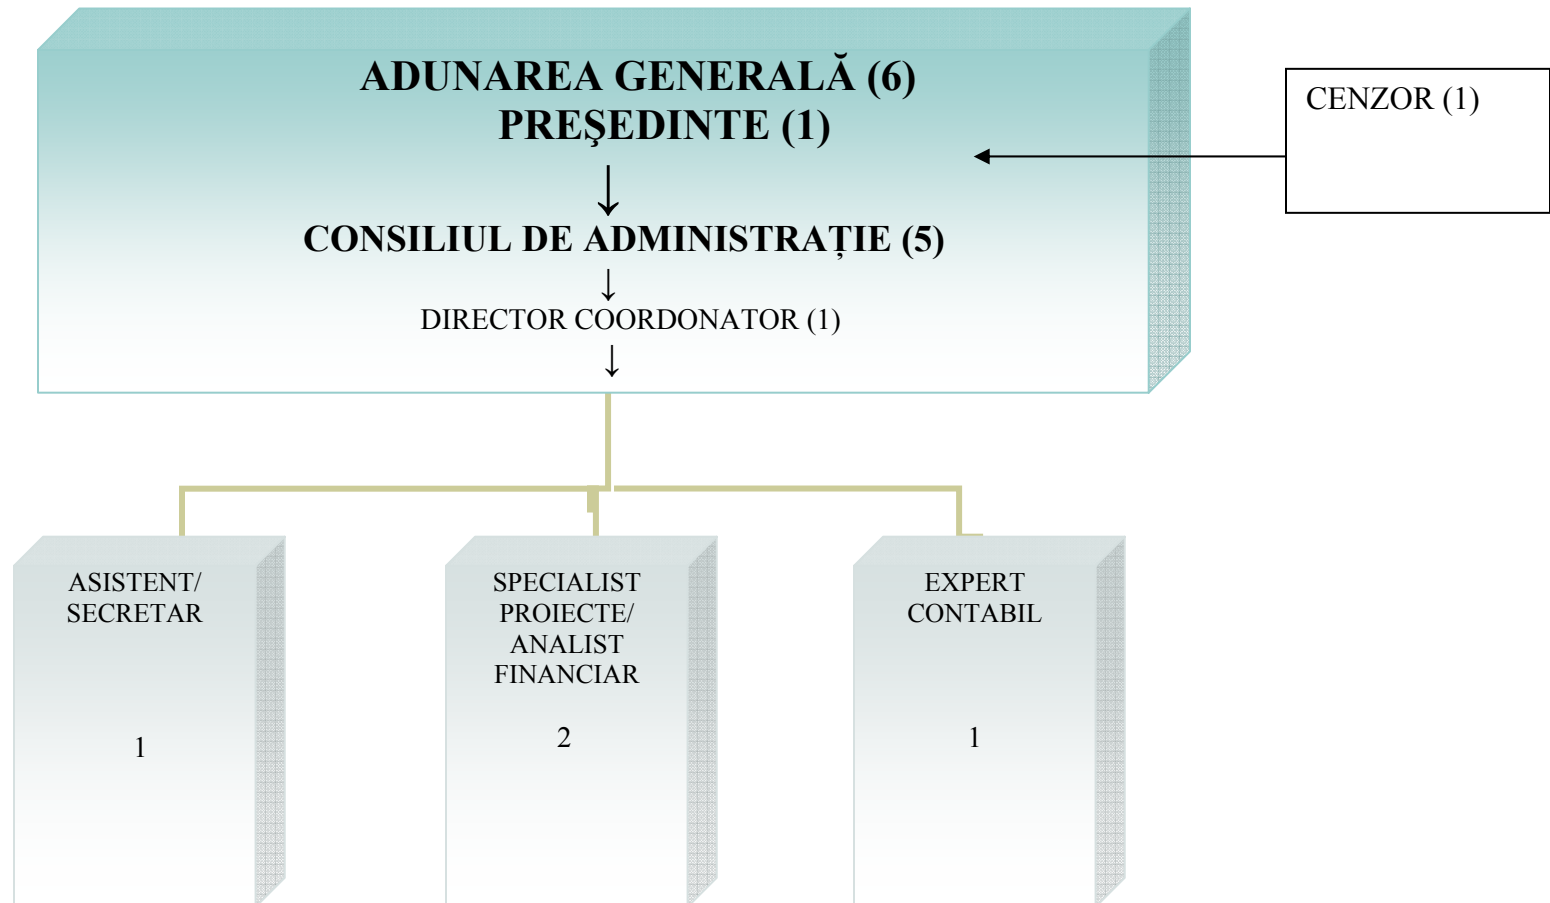 ADUNAREA GENERALĂ (6)
PREŞEDINTE (1)
↓
CONSILIUL DE ADMINISTRAȚIE (5)
↓
DIRECTOR COORDONATOR (1)
↓
CENZOR (1)
ASISTENT/
SECRETAR
1
SPECIALIST
PROIECTE/
ANALIST
FINANCIAR
2
EXPERT
CONTABIL
1